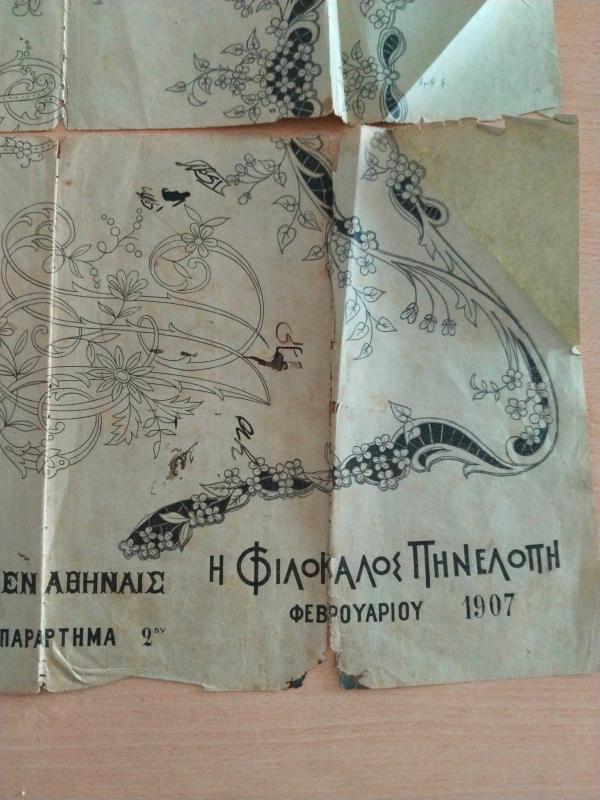 Η ΦΙΛΟΚΑΛΟΣ ΠΗΝΕΛΟΠΗ
ΕΝ ΑΘΗΝΑΙΣ
ΦΕΒΡΟΥΑΡΙΟΥ 1907
ΠΑΡΑΡΤΗΜΑ 2ον